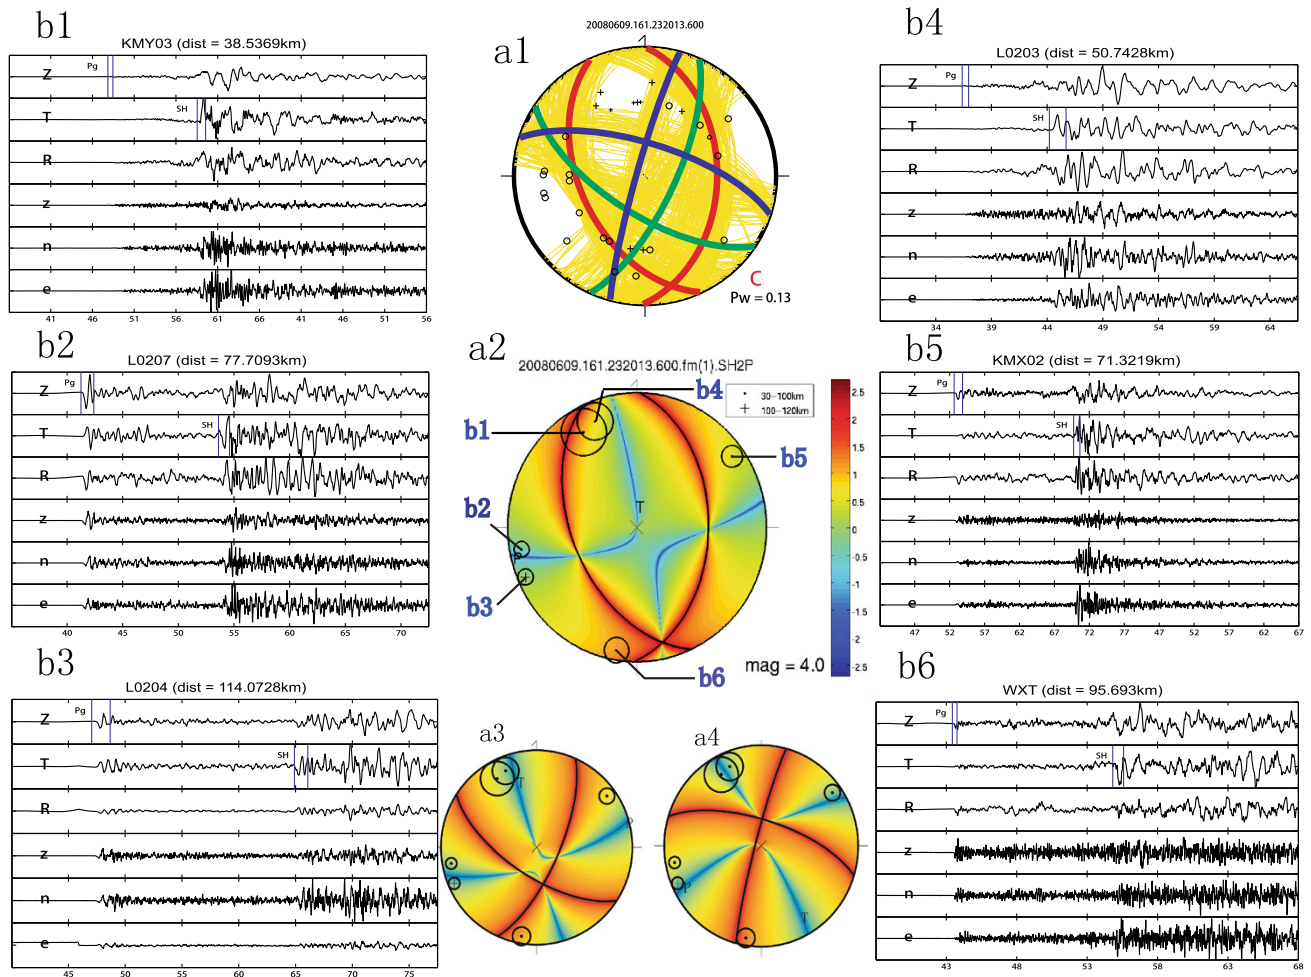 b1
KMY03 (dist = 38.5369km)
Pg
Z
SH
T
R
z
n
e
41 46 51 56 61 66 41 46 51 56
20080609.161.232013.600
a1
C
Pw = 0.13
b4
L0203 (dist = 50.7428km)
Pg
Z
SH
T
R
z
n
e
34 39 44 49 54 59 64
b2
L0207 (dist = 77.7093km)
Pg
Z
SH
T
R
z
n
e
40 45 50 55 60 65 70
a2
20080609.161.232013.600.fm(1).SH2P
30-100km
100-120km
b4
b1
b5
T
b2
b3
b6
mag = 4.0
2.5
2
1.5
1
0.5
0
-0.5
-1
-1.5
-2
-2.5
b5
KMX02 (dist = 71.3219km)
Pg
Z
SH
T
R
z
n
e
47 52 57 62 67 72 77 47 52 57 62 67
b3
L0204 (dist = 114.0728km)
Pg
Z
SH
T
R
z
n
e
45 50 55 60 65 70 75
a3
T
P
a4
P
T
b6
WXT (dist = 95.693km)
Pg
Z
SH
T
R
z
n
e
43 48 53 58 63 68